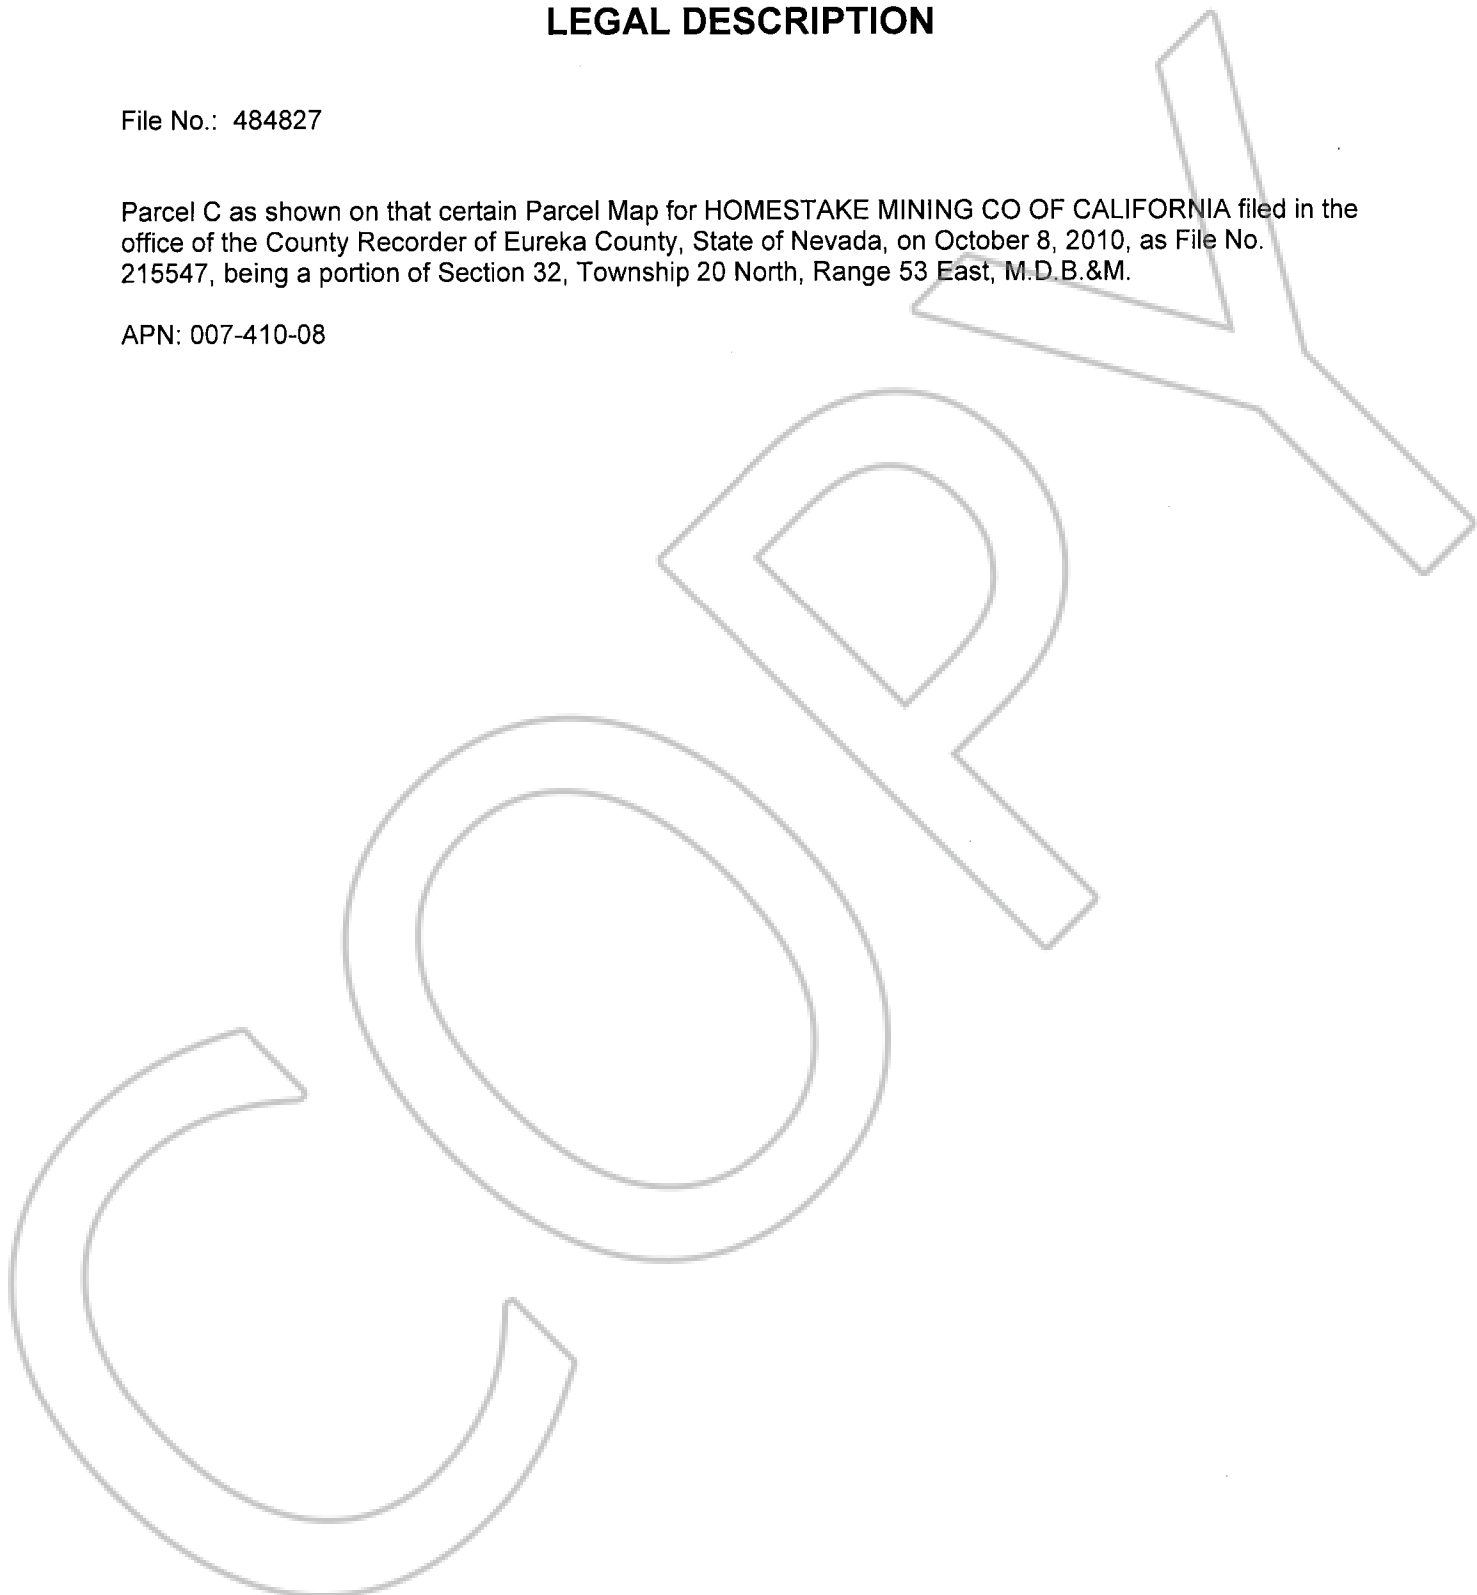 LEGAL DESCRIPTION
File No.: 484827
Parcel C as shown on that certain Parcel Map for HOMESTAKE MINING CO OF CALIFORNIA filed in the
office of the County Recorder of Eureka County, State of Nevada, on October 8, 2010, as File No.
215547, being a portion of Section 32, Township 20 North, Range 53 East, M.D.B.&M.
APN: 007-410-08
COPY